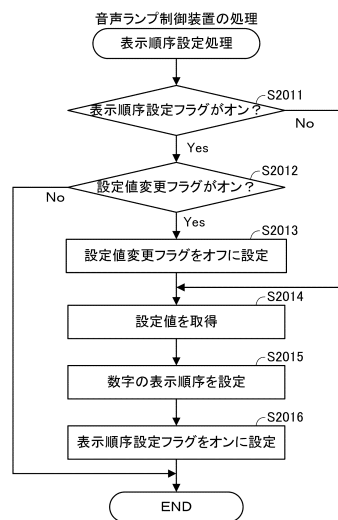 音声ランプ制御装置の処理
表示順序設定処理
S2011
表示順序設定フラグがオン?
No
Yes
S2012
設定値変更フラグがオン?
No
Yes
S2013
設定値変更フラグをオフに設定
S2014
設定値を取得
S2015
数字の表示順序を設定
S2016
表示順序設定フラグをオンに設定
END